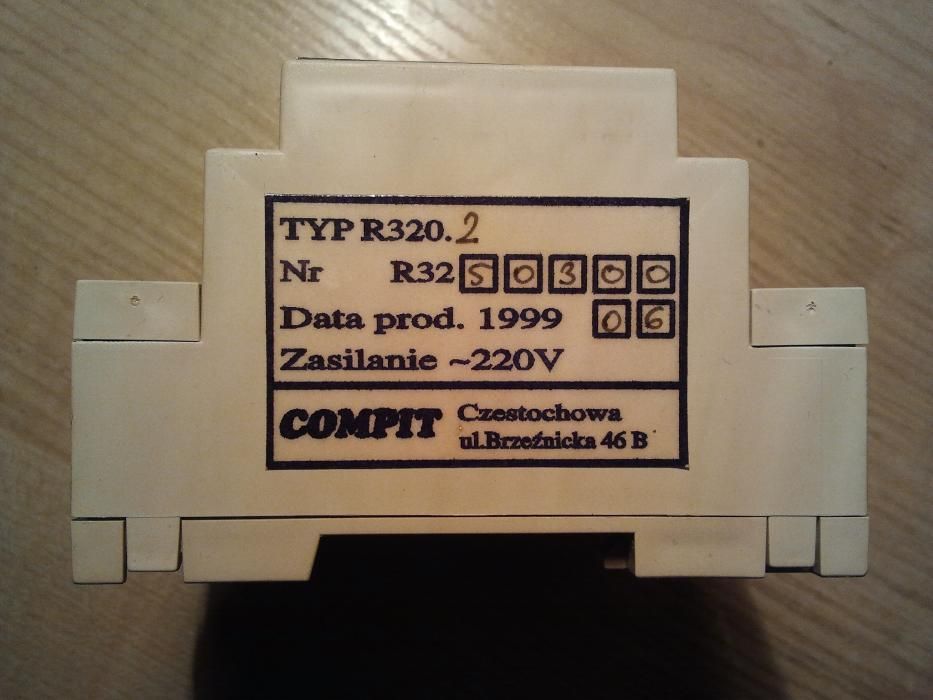 TYP R320.2
Nr R32 5 0 3 0 0
Data prod. 1999 0 6
Zasilanie ~220V
COMPIT
Czestochowa
ul.Brzeźnicka 46 B